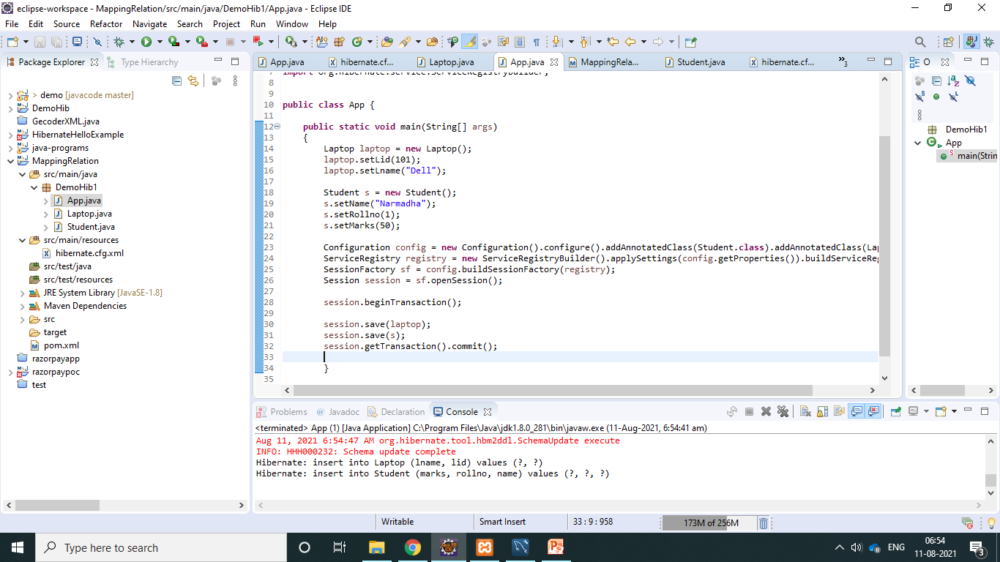 eclipse-workspace - MappingRelation/src/main/java/DemoHib1/App.java - Eclipse IDE
File Edit Source Refactor Navigate Search Project Run Window Help
Package Explorer Type Hierarchy
> demo [javacode master]
DemoHib
GecoderXML.java
HibernateHelloExample
java-programs
MappingRelation
src/main/java
DemoHib1
App.java
Laptop.java
Student.java
src/main/resources
hibernate.cfg.xml
src/test/java
src/test/resources
JRE System Library [JavaSE-1.8]
Maven Dependencies
src
target
pom.xml
razorpayapp
razorpaypoc
test
App.java hibernate.cf... Laptop.java App.java MappingRela... Student.java hibernate.cf... »3
7 import org.hibernate.service.ServiceRegistryBuilder;
8
9
10 public class App {
11
12 public static void main(String[] args)
13 {
14 Laptop laptop = new Laptop();
15 laptop.setLid(101);
16 laptop.setLname("Dell");
17
18 Student s = new Student();
19 s.setName("Narmadha");
20 s.setRollno(1);
21 s.setMarks(50);
22
23 Configuration config = new Configuration().configure().addAnnotatedClass(Student.class).addAnnotatedClass(Lap
24 ServiceRegistry registry = new ServiceRegistryBuilder().applySettings(config.getProperties()).buildServiceReg
25 SessionFactory sf = config.buildSessionFactory(registry);
26 Session session = sf.openSession();
27
28 session.beginTransaction();
29
30 session.save(laptop);
31 session.save(s);
32 session.getTransaction().commit();
33
34 }
35
O
DemoHib1
App
main(Strin
Problems @ Javadoc Declaration Console
<terminated> App (1) [Java Application] C:\Program Files\Java\jdk1.8.0_281\bin\javaw.exe (11-Aug-2021, 6:54:41 am)
Aug 11, 2021 6:54:47 AM org.hibernate.tool.hbm2ddl.SchemaUpdate execute
INFO: HHH000232: Schema update complete
Hibernate: insert into Laptop (lname, lid) values (?, ?)
Hibernate: insert into Student (marks, rollno, name) values (?, ?, ?)
Writable Smart Insert 33 : 9 : 958 173M of 256M
Type here to search
ENG
06:54
11-08-2021
3